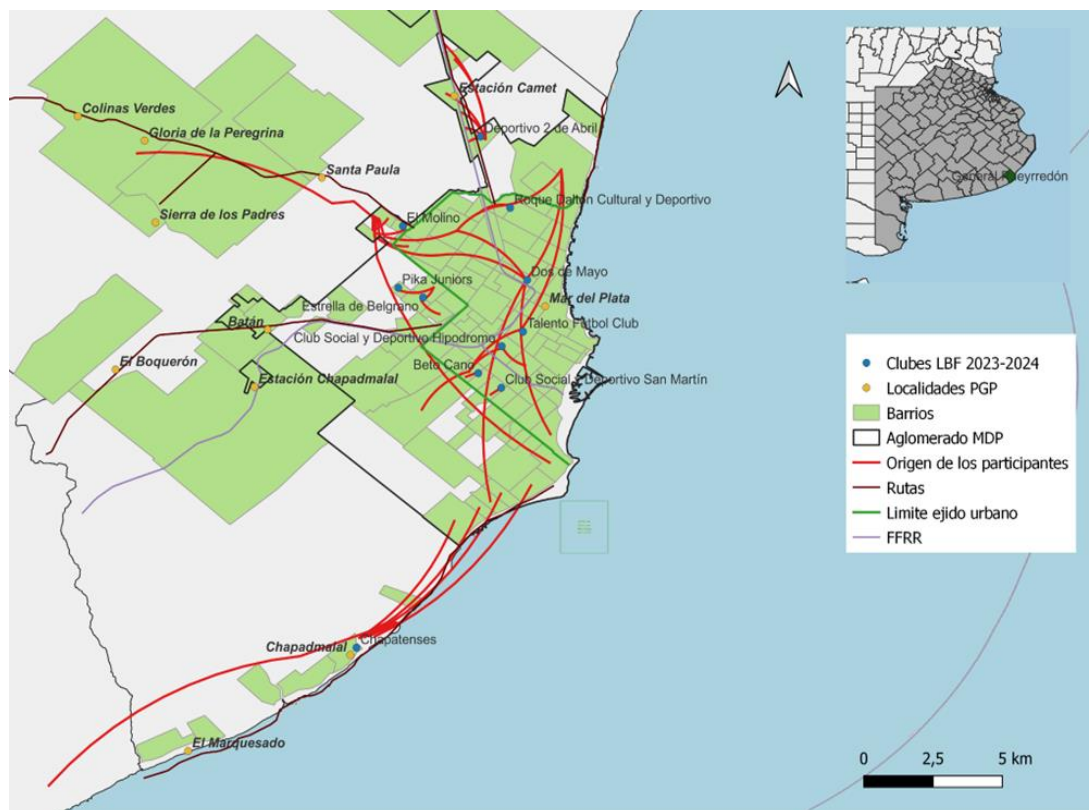 Estación Camet
Colinas Verdes
Deportivo 2 de Abril
Gloria de la Peregrina
Santa Paula
General Pueyrredón
Roque Dalton Cultural y Deportivo
Sierra de los Padres
El Molino
Pika Juniors
Dos de Mayo
Mar del Plata
Estrella de Belgrano
Batán
Talento Fútbol Club
Club Social y Deportivo Hipodromo
El Boquerón
Beto Cano
Estación Chapadmalal
Club Social y Deportivo San Martín
Clubes LBF 2023-2024
Localidades PGP
Barrios
Aglomerado MDP
Origen de los participantes
Rutas
Limite ejido urbano
FFRR
Chapatenses
Chapadmalal
El Marquesado
0 2,5 5 km